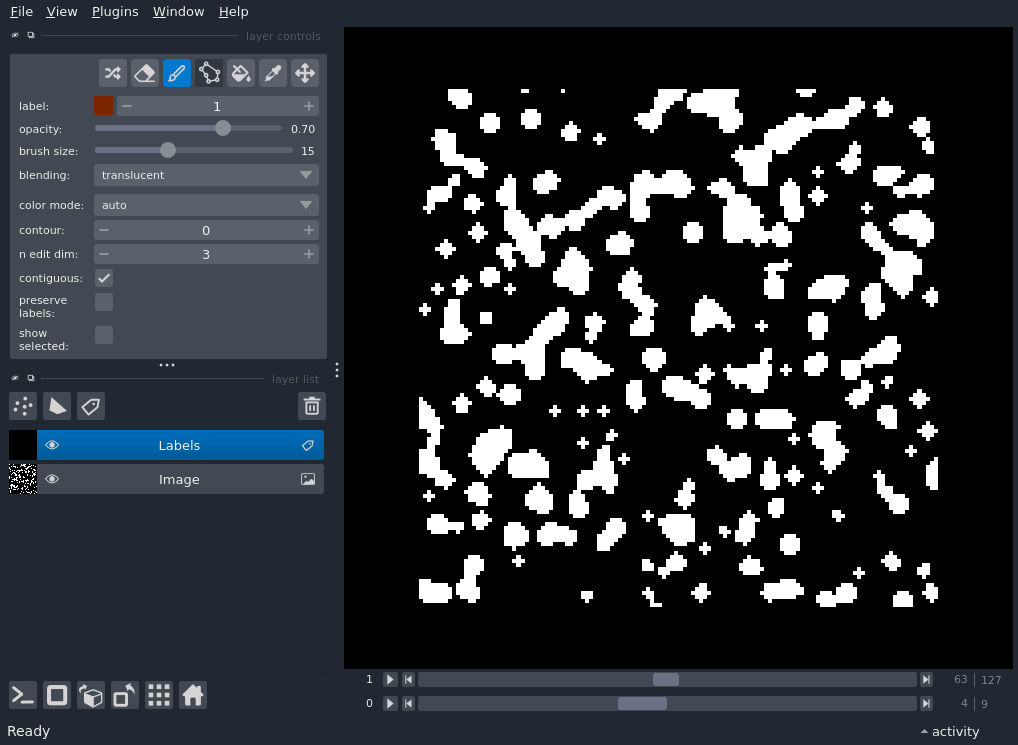 File View Plugins Window Help
layer controls
label: 1
opacity: 0.70
brush size: 15
blending: translucent
color mode: auto
contour: 0
n edit dim: 3
contiguous:
preserve
labels:
show
selected:
layer list
Labels
Image
1 63 127
0 4 9
Ready activity